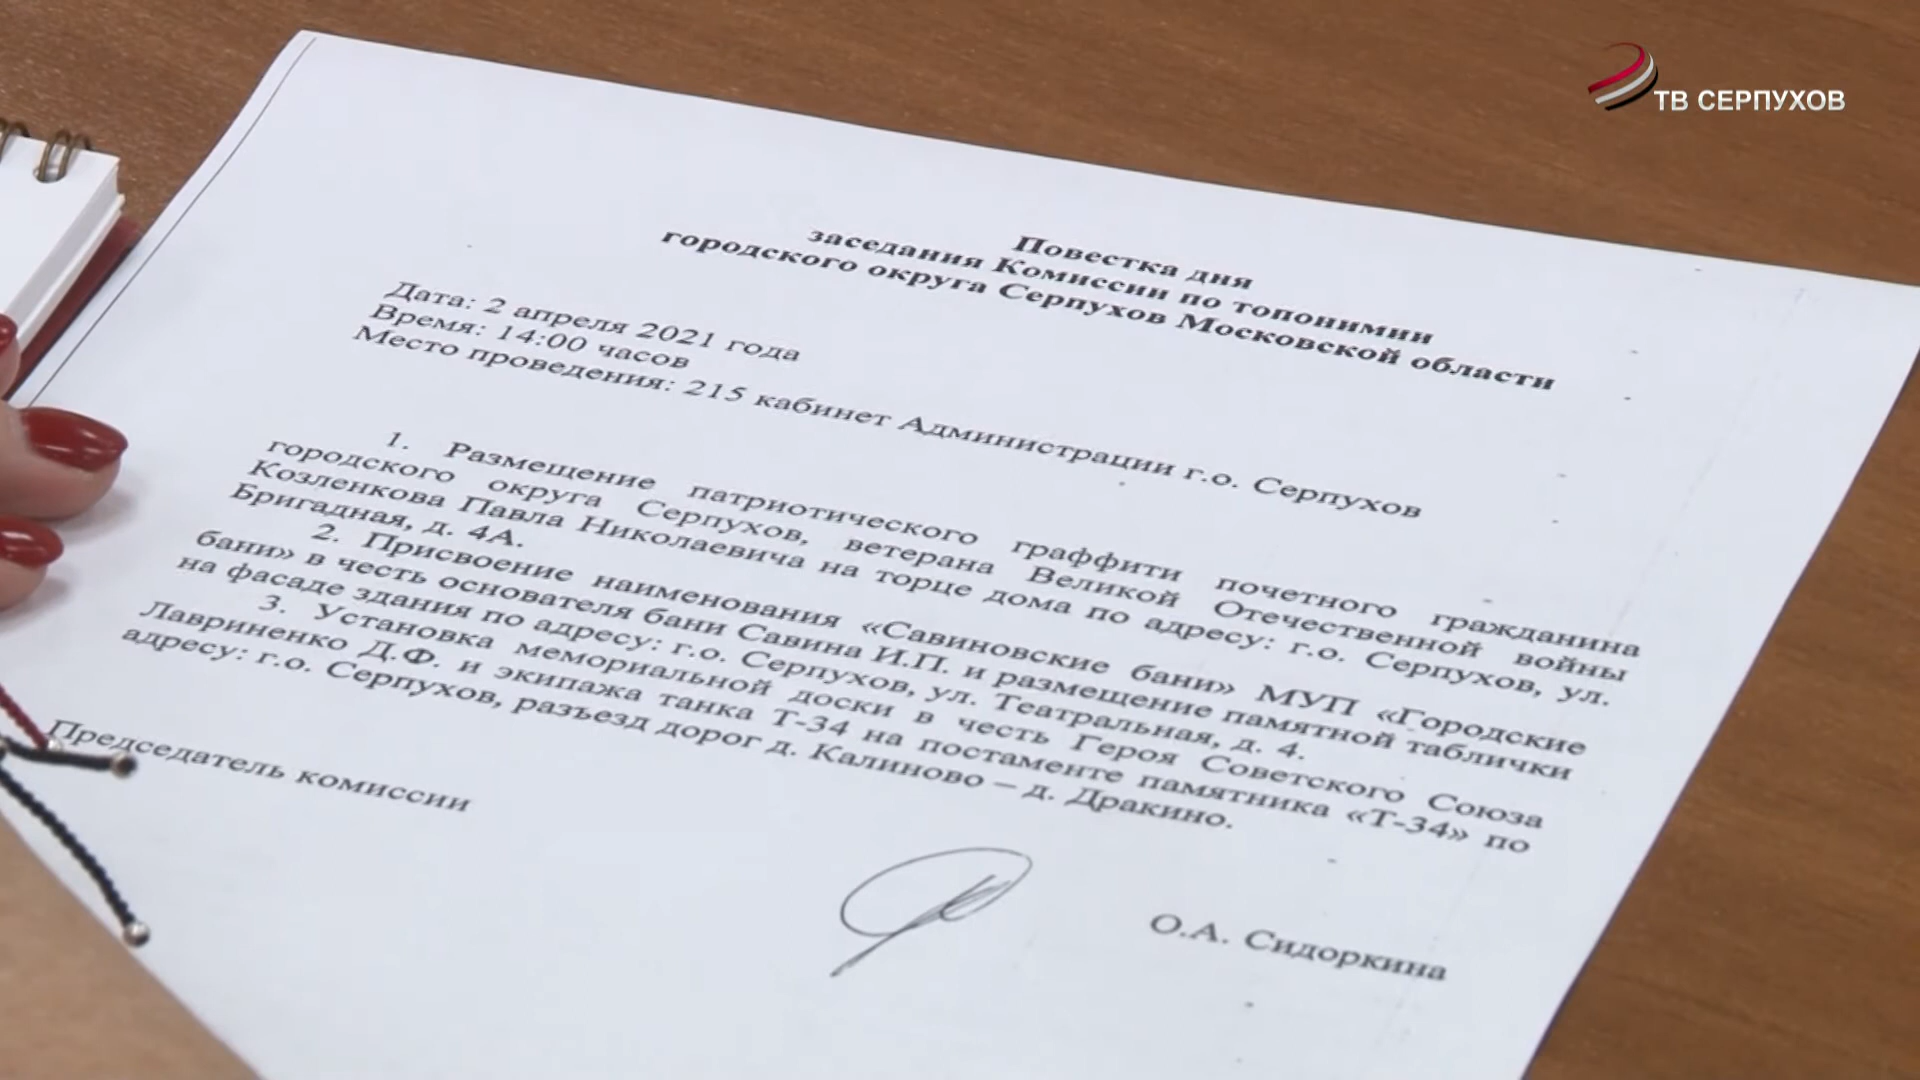 ТВ СЕРПУХОВ
Повестка дня
заседания Комиссии по топонимии
городского округа Серпухов Московской области
Дата: 2 апреля 2021 года
Время: 14:00 часов
Место проведения: 215 кабинет Администрации г.о. Серпухов
1. Размещение патриотического граффити почетного гражданина
городского округа Серпухов, ветерана Великой Отечественной войны
Козленкова Павла Николаевича на торце дома по адресу: г.о. Серпухов, ул.
Бригадная, д. 4А.
2. Присвоение наименования «Савиновские бани» МУП «Городские
бани» в честь основателя бани Савина И.П. и размещение памятной таблички
на фасаде здания по адресу: г.о. Серпухов, ул. Театральная, д. 4.
3. Установка мемориальной доски в честь Героя Советского Союза
Лавриненко Д.Ф. и экипажа танка Т-34 на постаменте памятника «Т-34» по
адресу: г.о. Серпухов, разъезд дорог д. Калиново – д. Дракино.
Председатель комиссии
О.А. Сидоркина